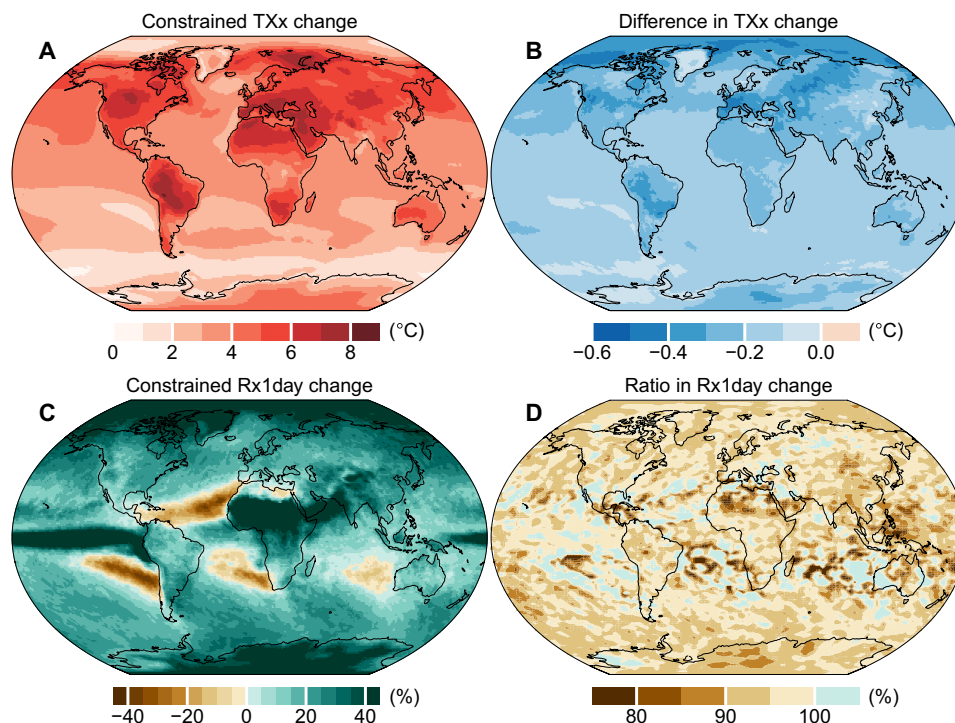 Constrained TXx change
Difference in TXx change
A
B
0 2 4 6 8 (°C)
−0.6 −0.4 −0.2 0.0 (°C)
Constrained Rx1day change
Ratio in Rx1day change
C
D
−40 −20 0 20 40 (%)
80 90 100 (%)